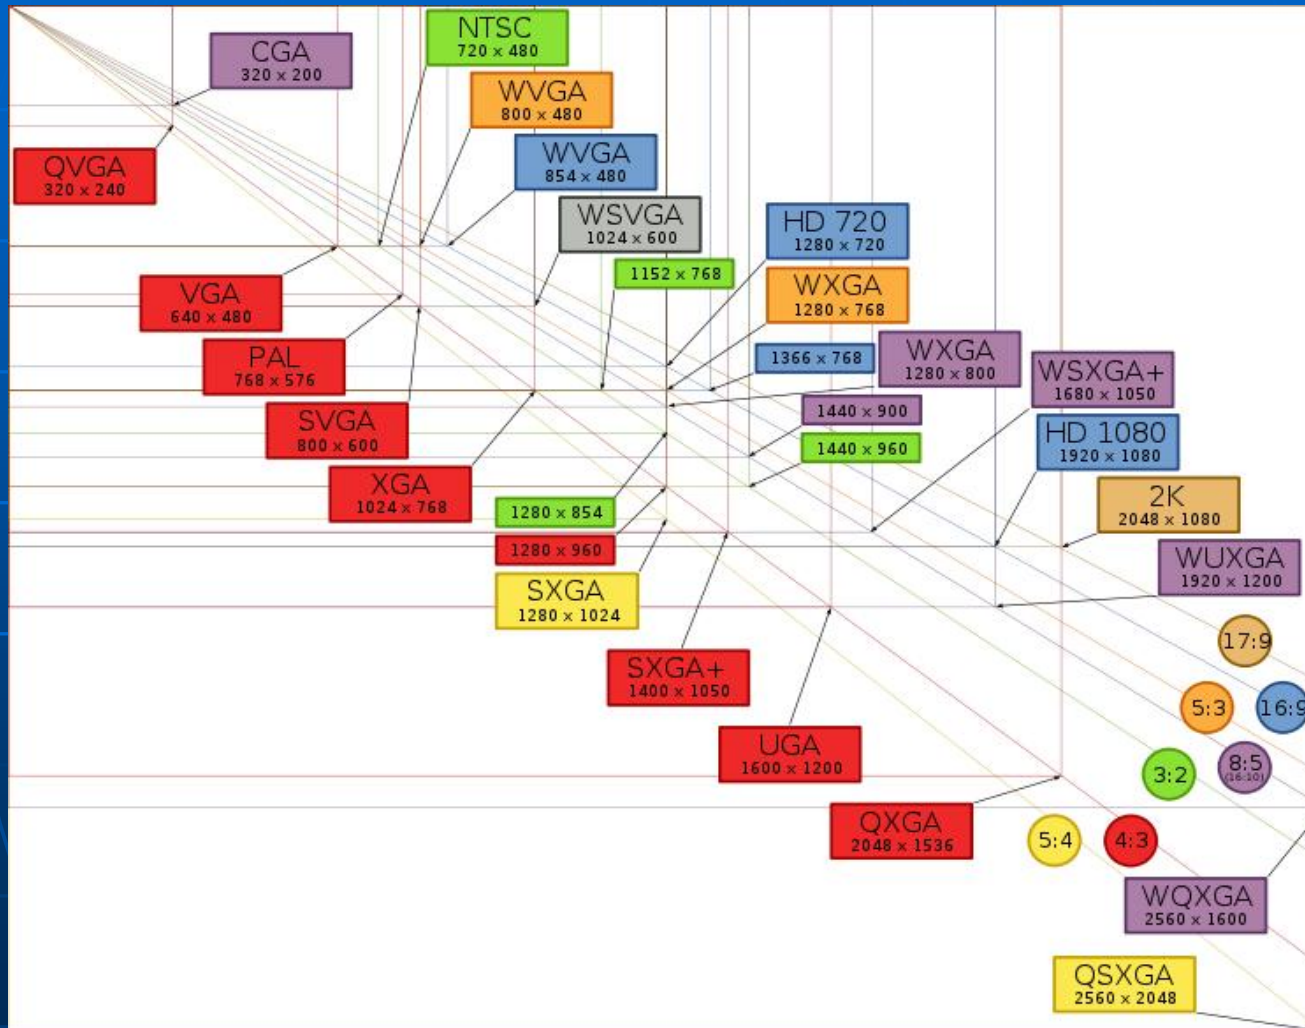 CGA
320 x 200
NTSC
720 x 480
WVGA
800 x 480
WVGA
854 x 480
QVGA
320 x 240
WSVGA
1024 x 600
HD 720
1280 x 720
1152 x 768
WXGA
1280 x 768
VGA
640 x 480
PAL
768 x 576
1366 x 768
WXGA
1280 x 800
WSXGA+
1680 x 1050
SVGA
800 x 600
1440 x 900
HD 1080
1920 x 1080
1440 x 960
XGA
1024 x 768
2K
2048 x 1080
1280 x 854
1280 x 960
WUXGA
1920 x 1200
SXGA
1280 x 1024
17:9
SXGA+
1400 x 1050
5:3
16:9
UGA
1600 x 1200
3:2
8:5
(16:10)
QXGA
2048 x 1536
5:4
4:3
WQXGA
2560 x 1600
QSXGA
2560 x 2048